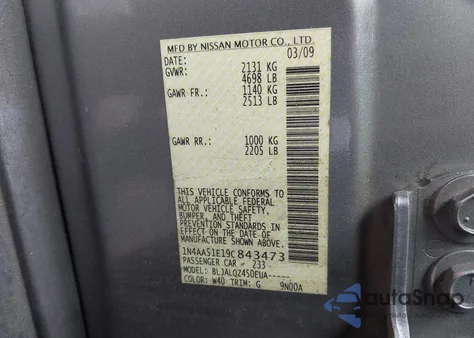 MFD BY NISSAN MOTOR CO., LTD.
DATE: 03/09
GVWR: 2131 KG
4698 LB
GAWR FR.: 1140 KG
2513 LB
GAWR RR.: 1000 KG
2205 LB
THIS VEHICLE CONFORMS TO
ALL APPLICABLE FEDERAL
MOTOR VEHICLE SAFETY,
BUMPER, AND THEFT
PREVENTION STANDARDS IN
EFFECT ON THE DATE OF
MANUFACTURE SHOWN ABOVE.
1N4AA51E19C843473
PASSENGER CAR 233
MODEL: BLJALQZ450EUA-----
COLOR: W40 TRIM: G 9N00A
autoSnap